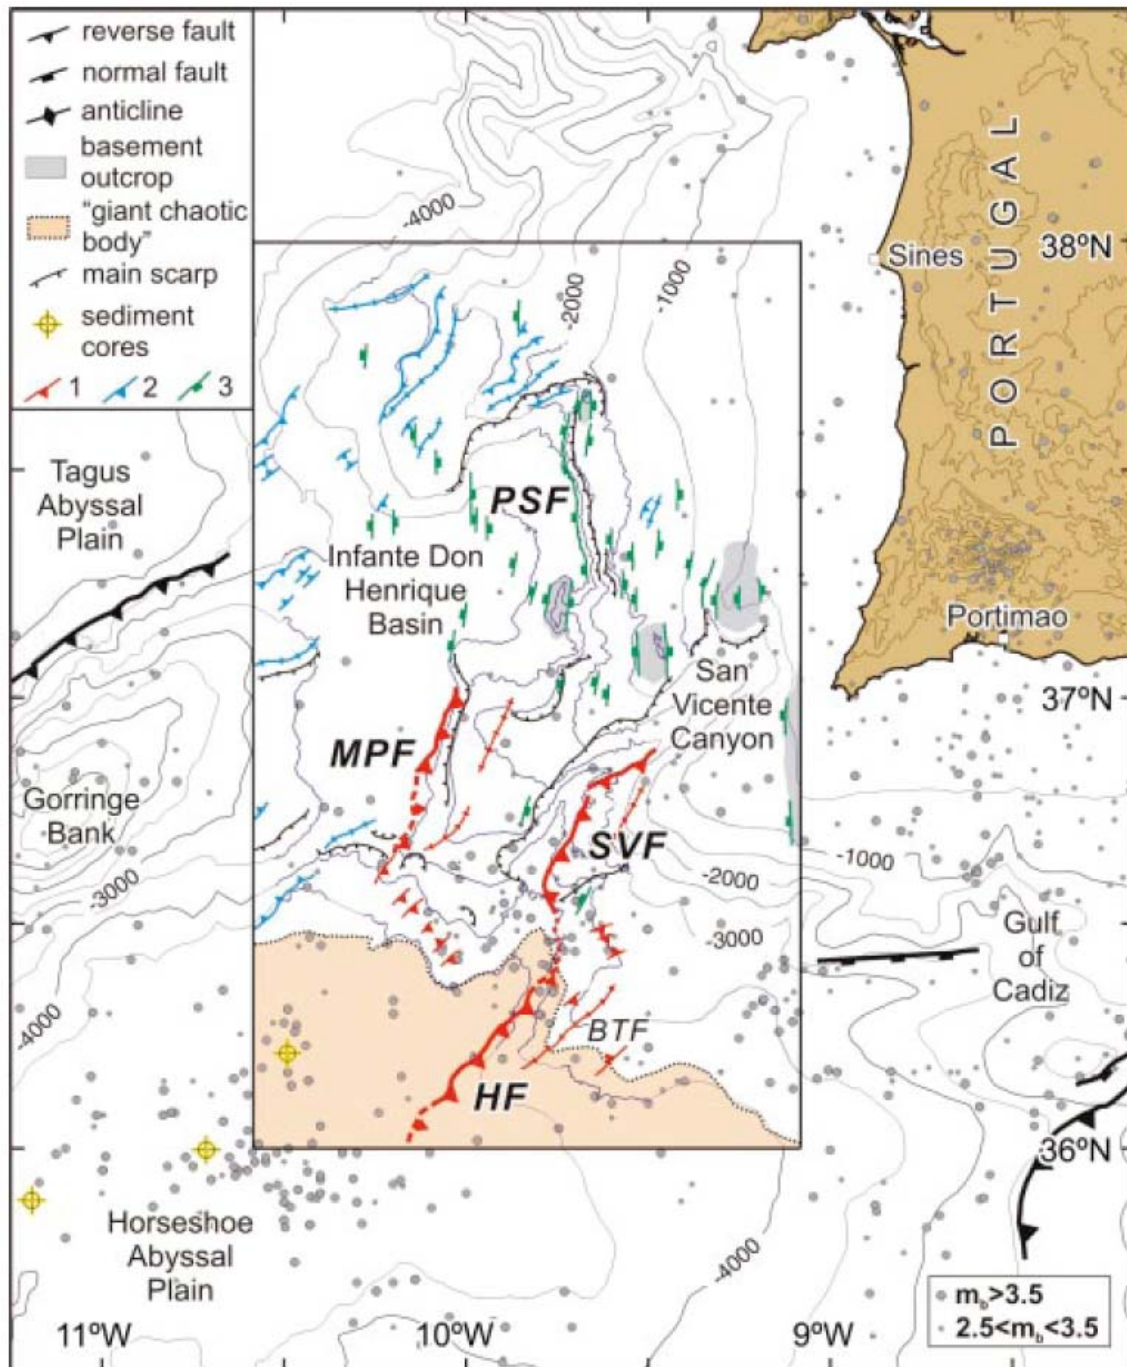 reverse fault
normal fault
anticline
basement
outcrop
"giant chaotic
body"
main scarp
sediment
cores
1 2 3
-4000
-2000
-1000
Sines
38ºN
PORTUGAL
Tagus
Abyssal
Plain
PSF
Infante Don
Henrique
Basin
Portimao
San
Vicente
Canyon
37ºN
MPF
Gorringe
Bank
SVF
-3000
-1000
-2000
-3000
Gulf
of
Cadiz
-4000
BTF
HF
36ºN
Horseshoe
Abyssal
Plain
-4000
m_b>3.5
2.5<m_b<3.5
11ºW
10ºW
9ºW